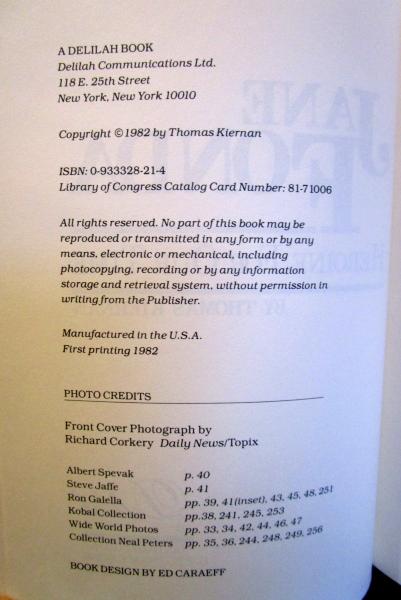 A DELILAH BOOK
Delilah Communications Ltd.
118 E. 25th Street
New York, New York 10010
Copyright © 1982 by Thomas Kiernan
ISBN: 0-933328-21-4
Library of Congress Catalog Card Number: 81-71006
All rights reserved. No part of this book may be
reproduced or transmitted in any form or by any
means, electronic or mechanical, including
photocopying, recording or by any information
storage and retrieval system, without permission in
writing from the Publisher.
Manufactured in the U.S.A.
First printing 1982
PHOTO CREDITS
Front Cover Photograph by
Richard Corkery Daily News/Topix
Albert Spevak p. 40
Steve Jaffe p. 41
Ron Galella pp. 39, 41(inset), 43, 45, 48, 251
Kobal Collection pp.38, 241, 245, 253
Wide World Photos pp. 33, 34, 42, 44, 46, 47
Collection Neal Peters pp. 35, 36, 244, 248, 249, 256
BOOK DESIGN BY ED CARAEFF
JANE
FONDA